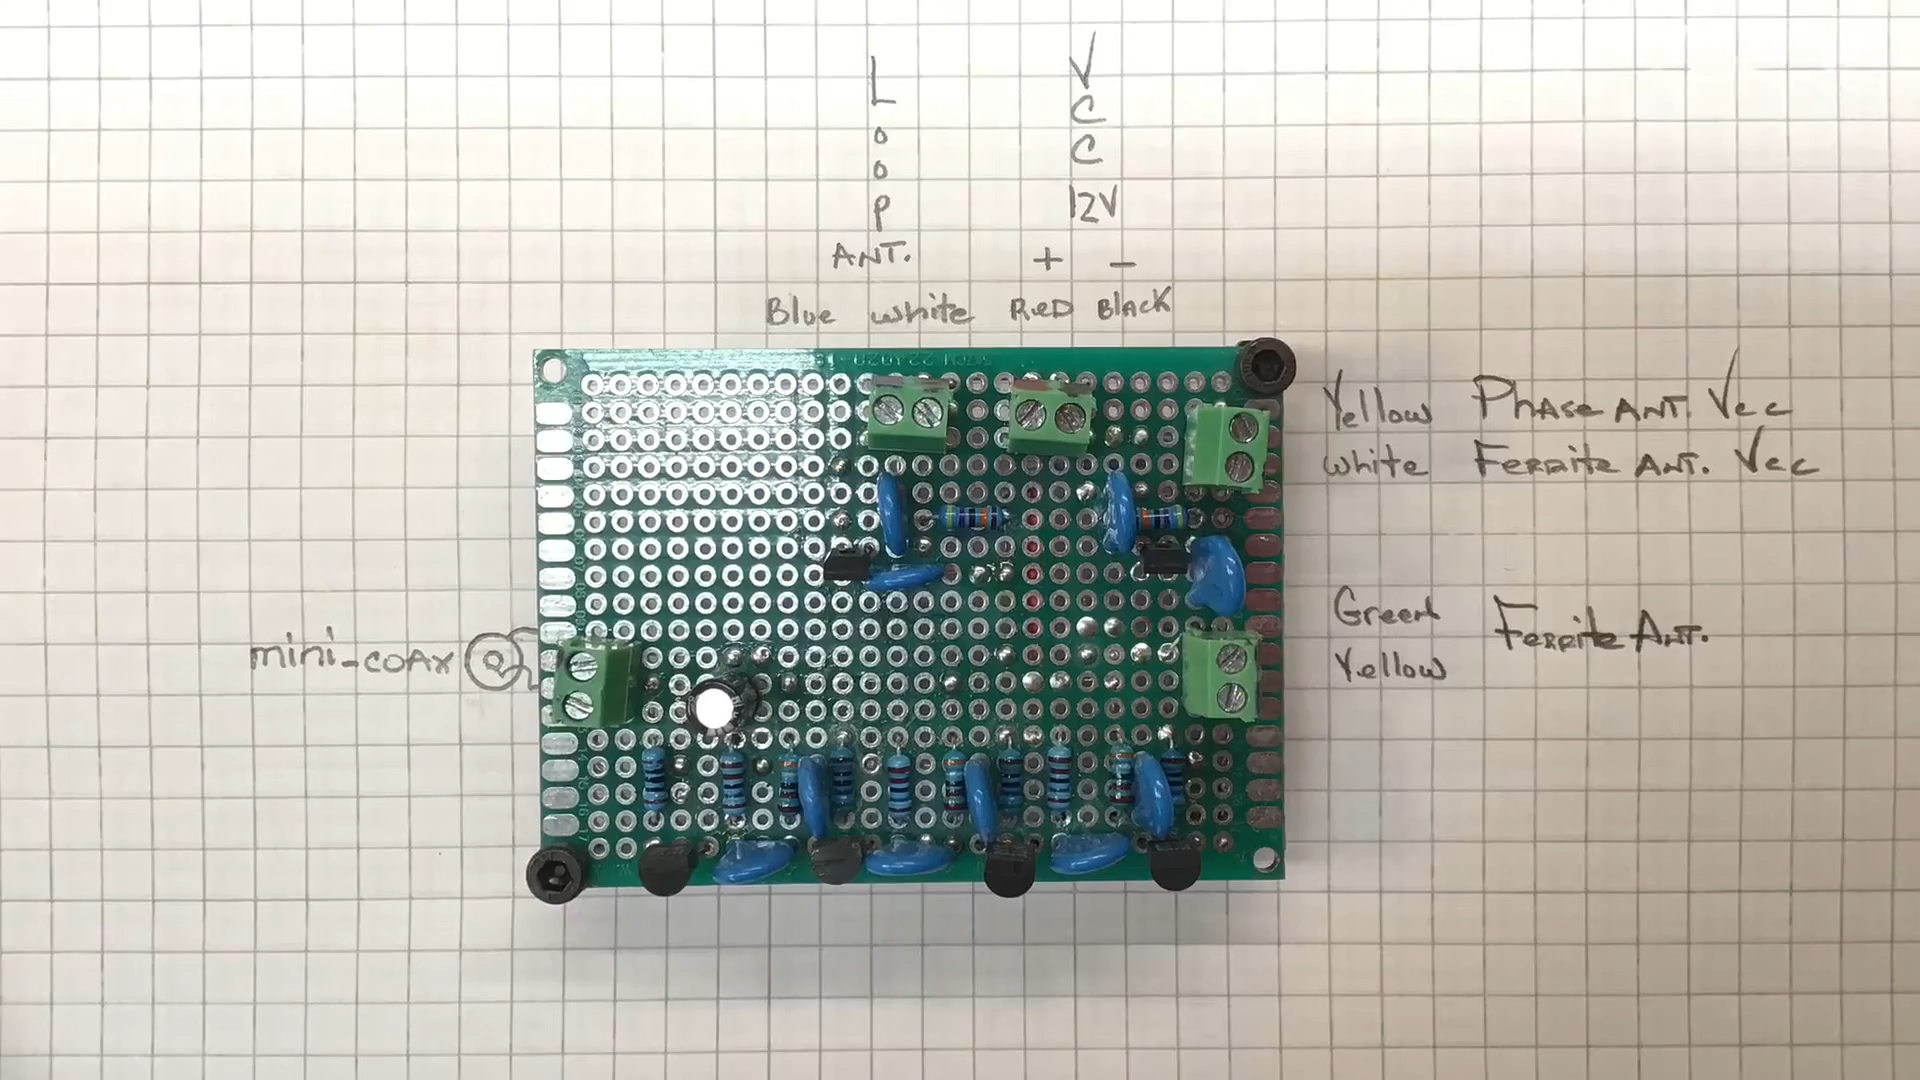 L
o
o
p
ANT.
V
C
C
12V
+ -
Blue white RED Black
Yellow Phase ANT. Vcc
white Ferrite ANT. Vcc
mini-coax
Green
Yellow
Ferrite Ant.